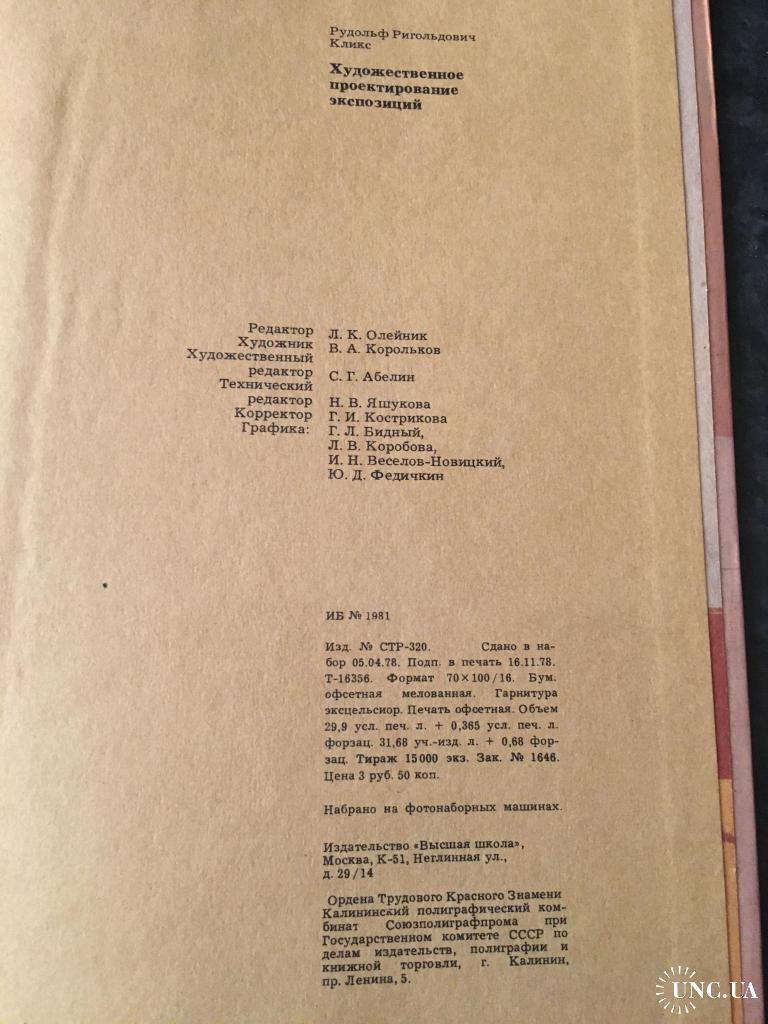 Рудольф Ригольдович
Кликс
Художественное
проектирование
экспозиций
Редактор Л. К. Олейник
Художник В. А. Корольков
Художественный
редактор С. Г. Абелин
Технический
редактор Н. В. Яшукова
Корректор Г. И. Кострикова
Графика: Г. Л. Бидный,
Л. В. Коробова,
И. Н. Веселов-Новицкий,
Ю. Д. Федичкин
ИБ № 1981
Изд. № СТР-320. Сдано в на-
бор 05.04.78. Подп. в печать 16.11.78.
Т-16356. Формат 70×100/16. Бум.
офсетная мелованная. Гарнитура
эксцельсиор. Печать офсетная. Объем
29,9 усл. печ. л. + 0,365 усл. печ. л.
форзац. 31,68 уч.-изд. л. + 0,68 фор-
зац. Тираж 15000 экз. Зак. № 1646.
Цена 3 руб. 50 коп.
Набрано на фотонаборных машинах.
Издательство «Высшая школа»,
Москва, К-51, Неглинная ул.,
д. 29/14
Ордена Трудового Красного Знамени
Калининский полиграфический ком-
бинат Союзполиграфпрома при
Государственном комитете СССР по
делам издательств, полиграфии и
книжной торговли, г. Калинин,
пр. Ленина, 5.
UNC.UA